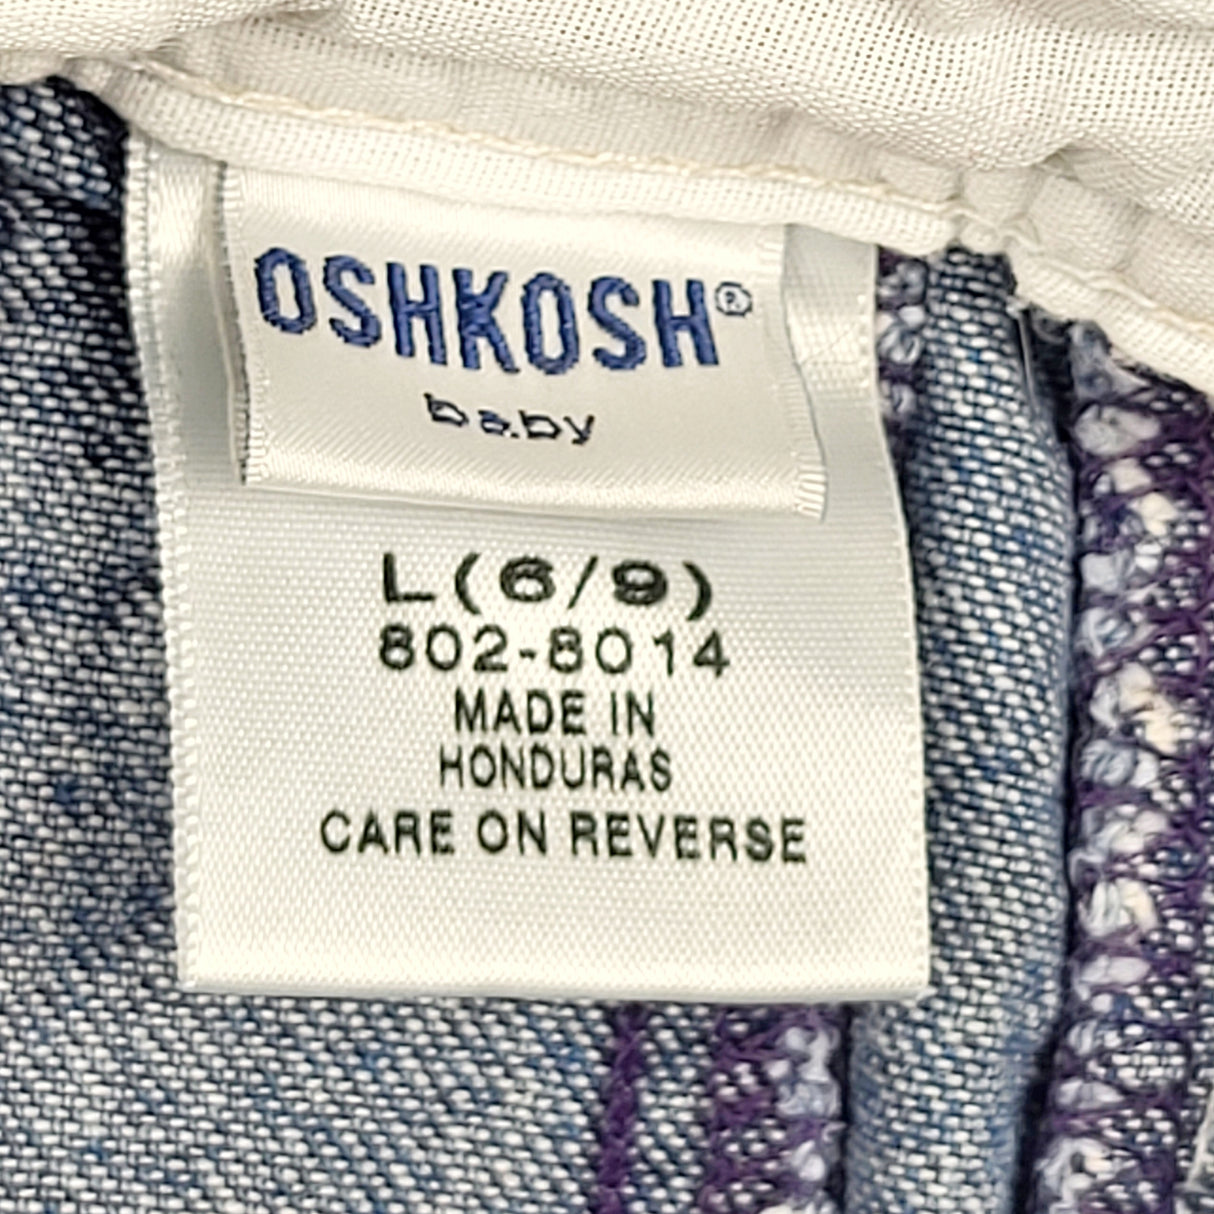 OSHKOSH®
baby
L(6/9)
802-8014
MADE IN
HONDURAS
CARE ON REVERSE